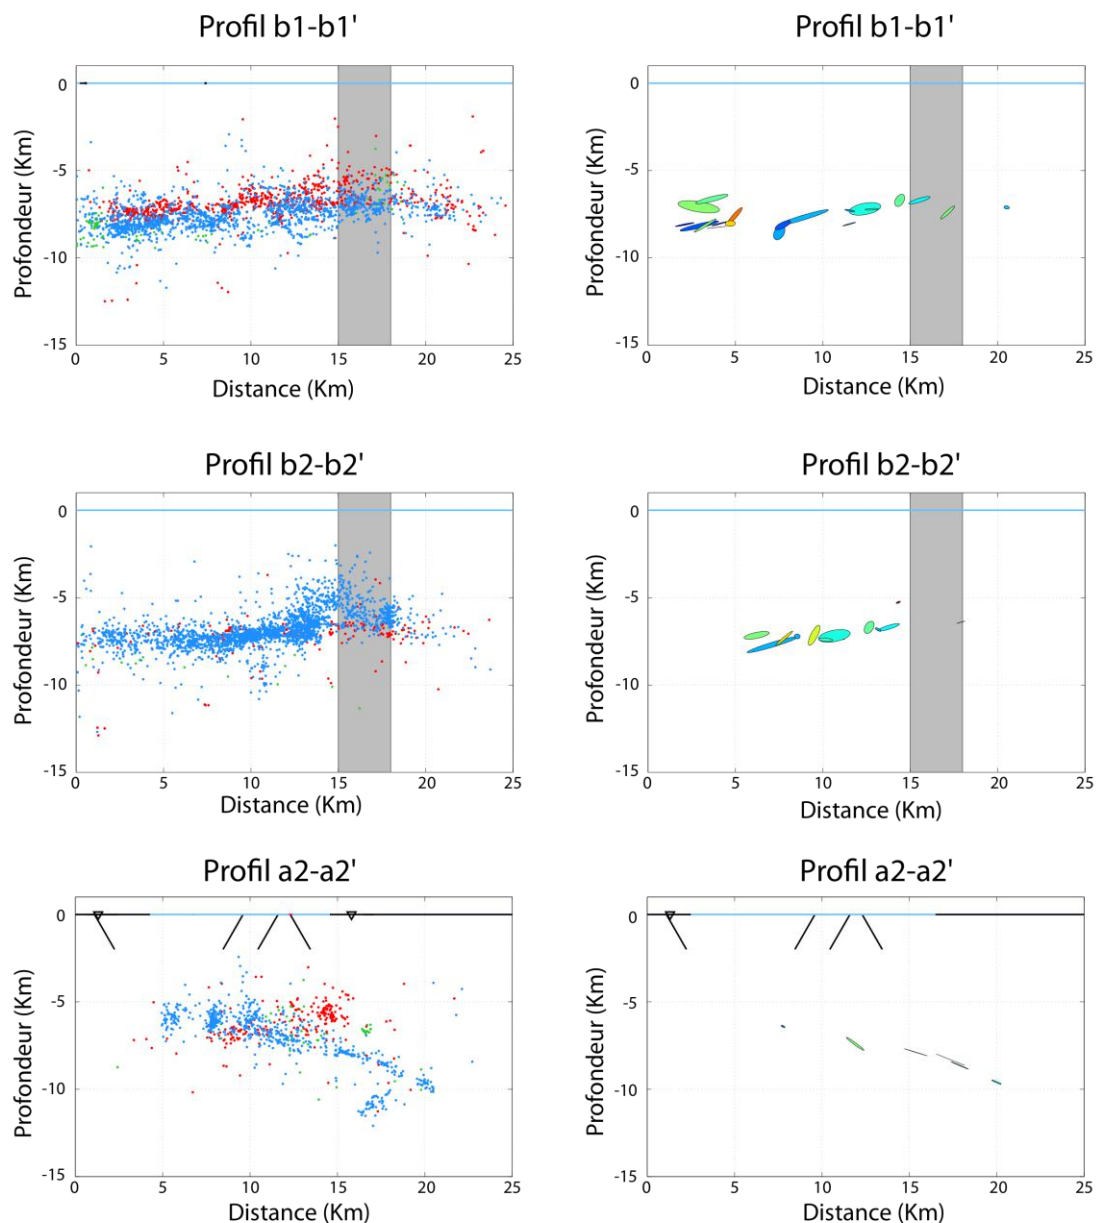 Profil b1-b1'
Profil b1-b1'
0
-5
-10
-15
Profondeur (Km)
0 5 10 15 20 25
Distance (Km)
0
-5
-10
-15
Profondeur (Km)
0 5 10 15 20 25
Distance (Km)
Profil b2-b2'
Profil b2-b2'
0
-5
-10
-15
Profondeur (Km)
0 5 10 15 20 25
Distance (Km)
0
-5
-10
-15
Profondeur (Km)
0 5 10 15 20 25
Distance (Km)
Profil a2-a2'
Profil a2-a2'
0
-5
-10
-15
Profondeur (Km)
0 5 10 15 20 25
Distance (Km)
0
-5
-10
-15
Profondeur (Km)
0 5 10 15 20 25
Distance (Km)